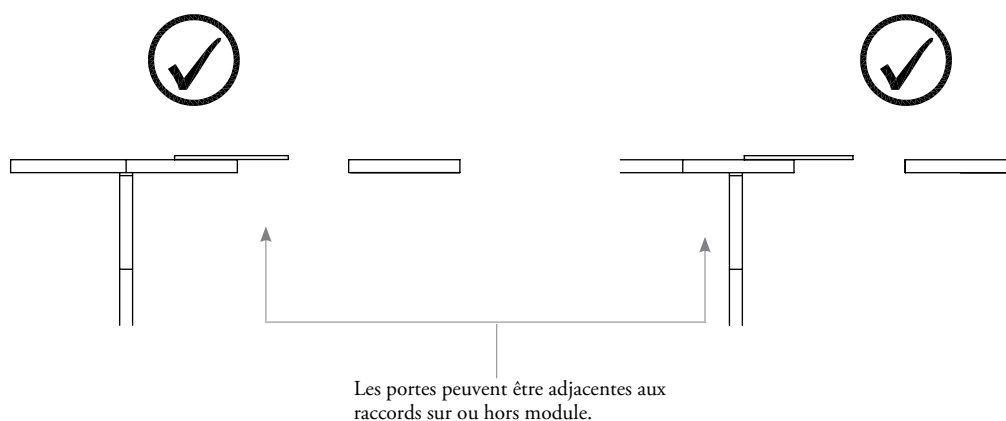 Les portes peuvent être adjacentes aux
raccords sur ou hors module.